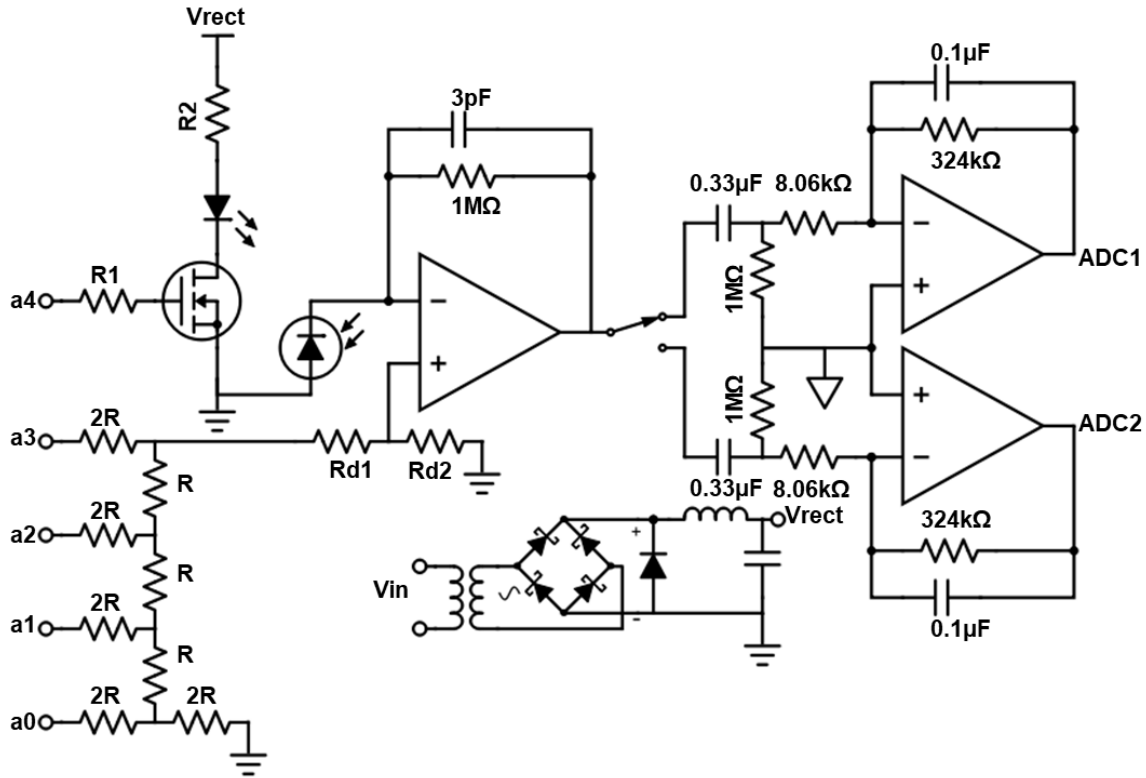 Vrect
0.1µF
R2
3pF
324kΩ
0.33µF 8.06kΩ
1MΩ
R1
1MΩ
ADC1
a4
−
+
−
+
1MΩ
+
−
ADC2
2R
a3
Rd1
Rd2
R
0.33µF 8.06kΩ
2R
a2
Vrect
324kΩ
+
R
Vin
2R
a1
-
0.1µF
R
2R
2R
a0